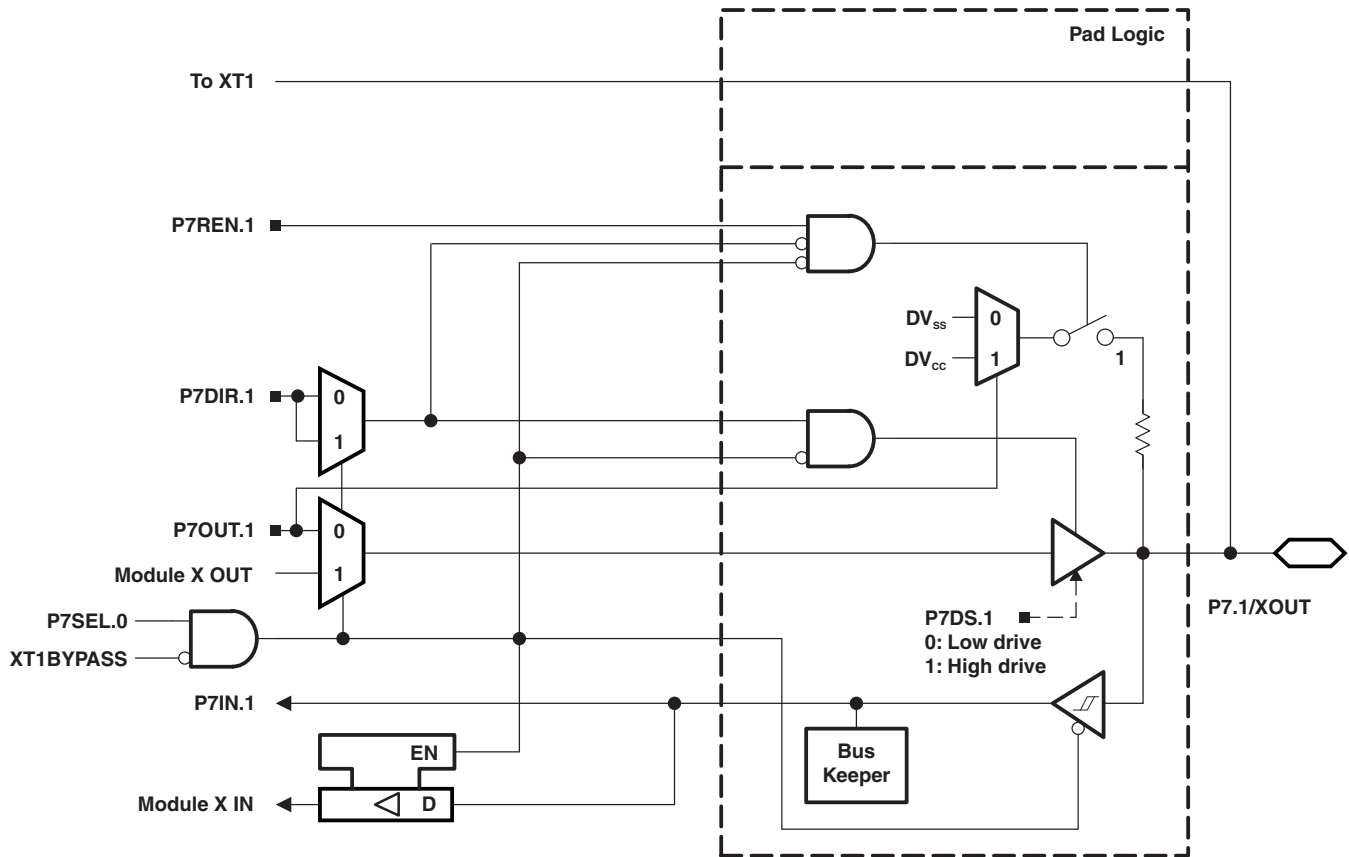 Pad Logic
To XT1
P7REN.1
DVSS
0
DVCC
1
1
P7DIR.1
0
1
P7OUT.1
0
Module X OUT
1
P7SEL.0
XT1BYPASS
P7DS.1
0: Low drive
1: High drive
P7.1/XOUT
P7IN.1
Bus
Keeper
EN
Module X IN
D